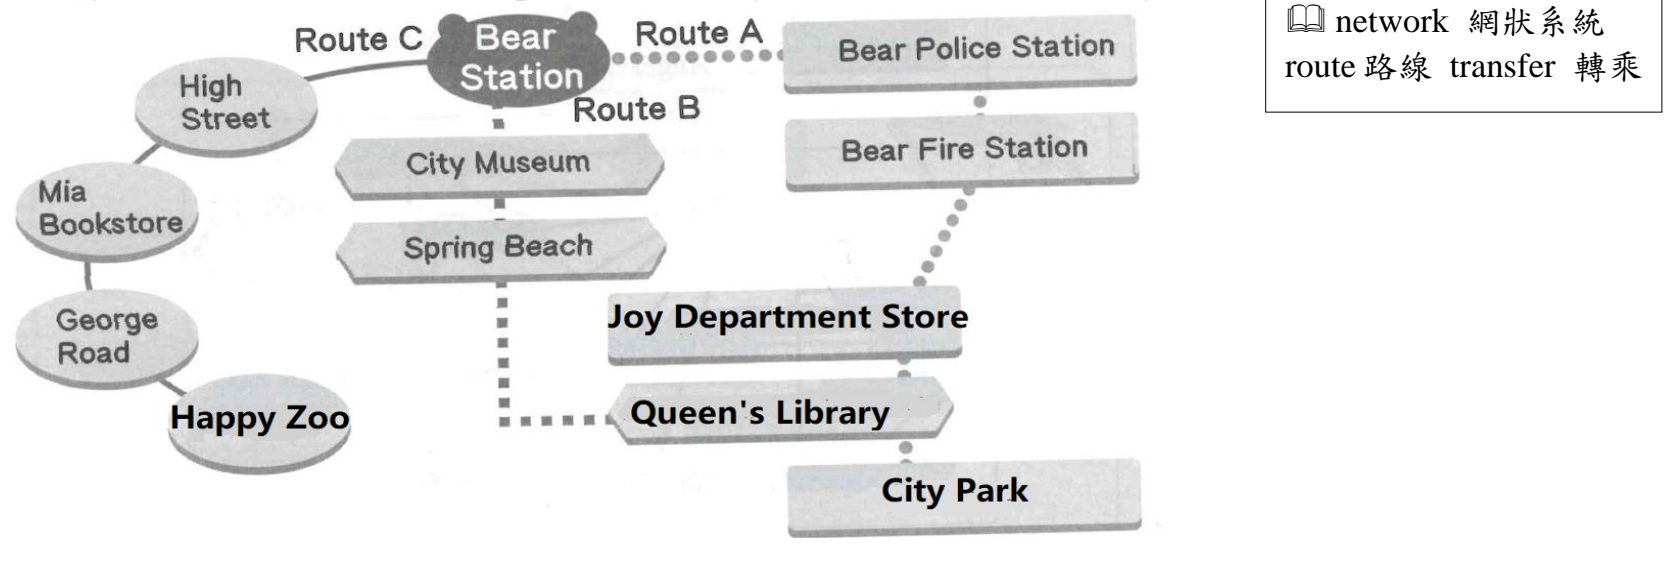 network 網狀系統
route 路線 transfer 轉乘
Route C
Bear
Station
Route A
Bear Police Station
High
Street
Route B
City Museum
Bear Fire Station
Mia
Bookstore
Spring Beach
George
Road
Joy Department Store
Happy Zoo
Queen's Library
City Park